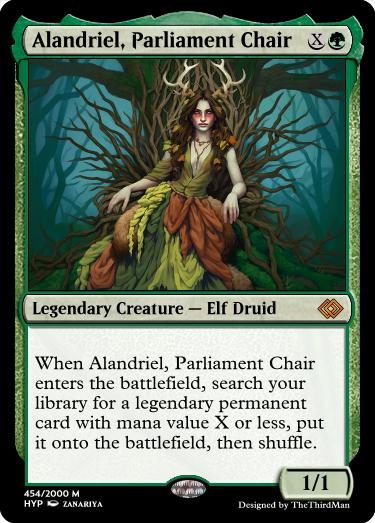 Alandriel, Parliament Chair X
Legendary Creature — Elf Druid
When Alandriel, Parliament Chair
enters the battlefield, search your
library for a legendary permanent
card with mana value X or less, put
it onto the battlefield, then shuffle.
1/1
454/2000 M
HYP ZANARIYA
Designed by TheThirdMan